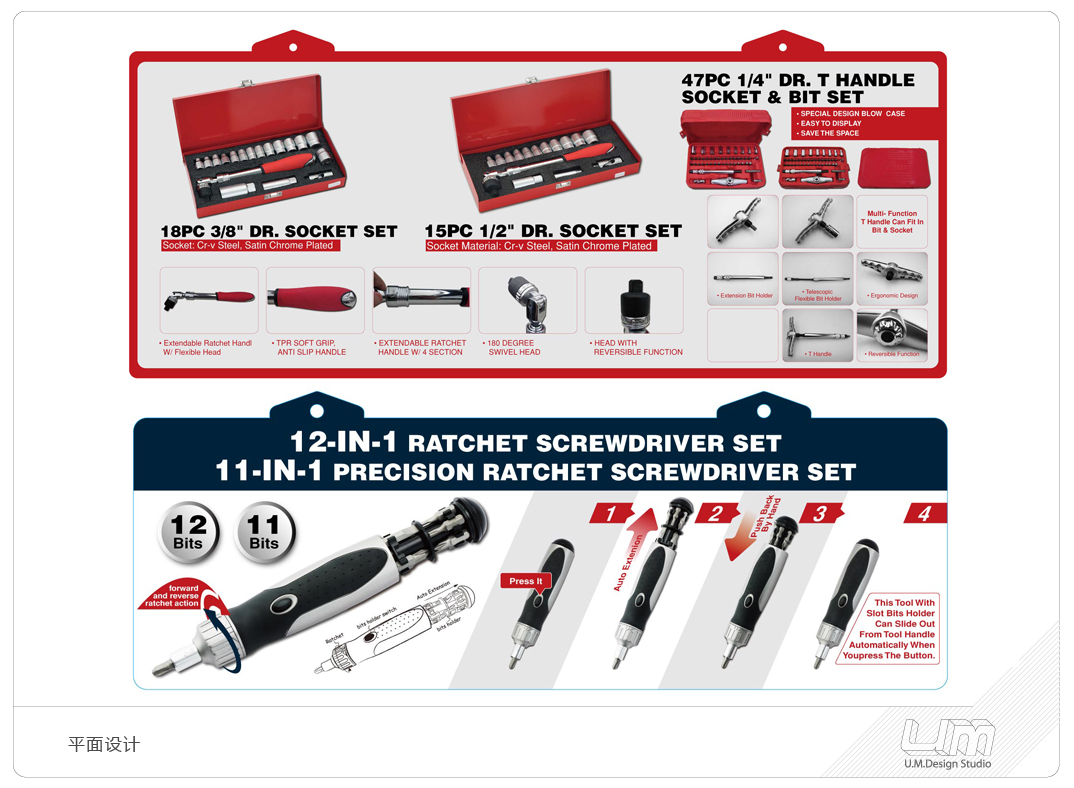 47PC 1/4" DR. T HANDLE
SOCKET & BIT SET
• SPECIAL DESIGN BLOW CASE
• EASY TO DISPLAY
• SAVE THE SPACE
18PC 3/8" DR. SOCKET SET
Socket: Cr-v Steel, Satin Chrome Plated
15PC 1/2" DR. SOCKET SET
Socket Material: Cr-v Steel, Satin Chrome Plated
Multi- Function
T Handle Can Fit In
Bit & Socket
• Extension Bit Holder
• Telescopic
Flexible Bit Holder
• Ergonomic Design
• T Handle
• Reversible Function
• Extendable Ratchet Handl
W/ Flexible Head
• TPR SOFT GRIP,
ANTI SLIP HANDLE
• EXTENDABLE RATCHET
HANDLE W/ 4 SECTION
• 180 DEGREE
SWIVEL HEAD
• HEAD WITH
REVERSIBLE FUNCTION
12-IN-1 RATCHET SCREWDRIVER SET
11-IN-1 PRECISION RATCHET SCREWDRIVER SET
12
Bits
11
Bits
forward
and reverse
ratchet action
Ratchet
bits holder switch
Auto Extension
bits holder
1
2
3
4
Press It
Auto Extenion
Push Back
By Hand
This Tool With
Slot Bits Holder
Can Slide Out
From Tool Handle
Automatically When
Youpress The Button.
平面设计
um
U.M.Design Studio